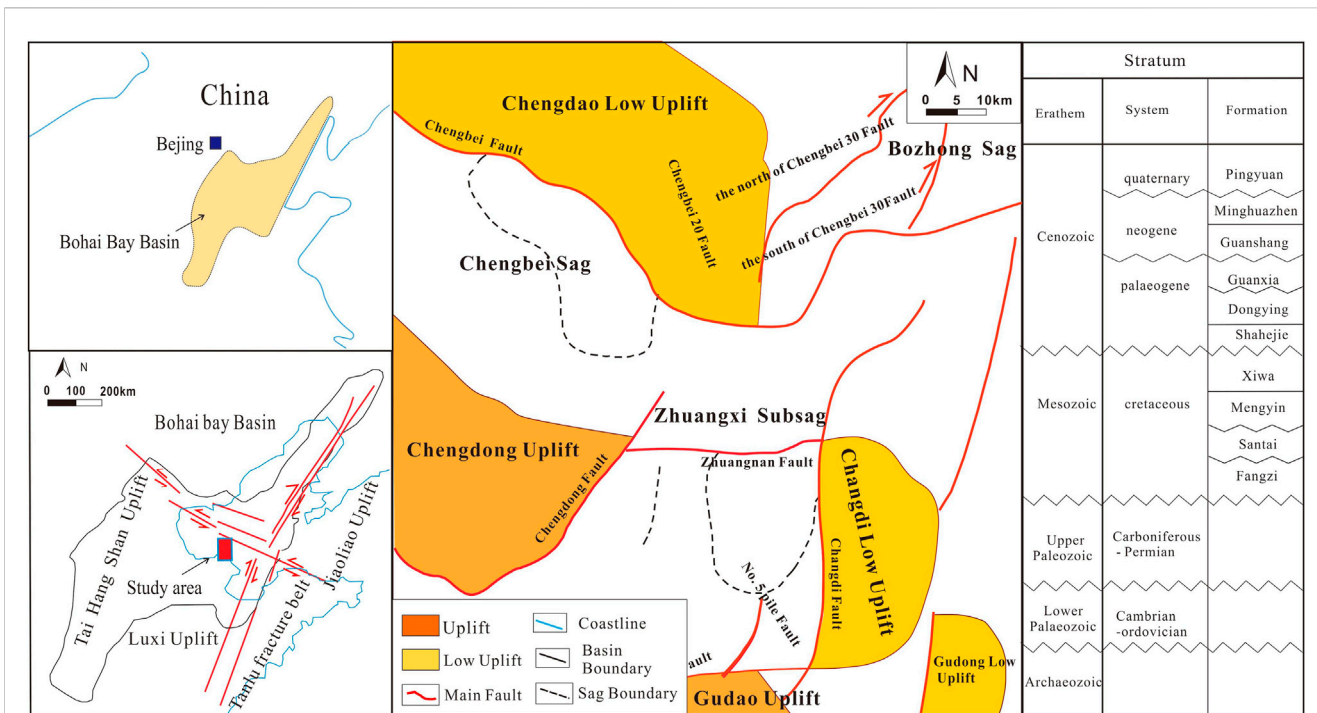 China
Bejing
Bohai Bay Basin
N
0 100 200km
Bohai bay Basin
Tai Hang Shan Uplift
Study area
Luxi Uplift
Tanlu fracture belt
Jiaoliao Uplift
N
0 5 10km
Chengdao Low Uplift
Chengbei Fault
Chengbei 20 Fault
the north of Chengbei 30 Fault
Bozhong Sag
the south of Chengbei 30Fault
Chengbei Sag
Zhuangxi Subsag
Chengdong Uplift
Chengdong Fault
Zhuangnan Fault
Changdi Low Uplift
Changdi Fault
No. 5 pile Fault
ault
Gudao Uplift
Gudong Low
Uplift
Uplift
Coastline
Low Uplift
Basin
Boundary
Main Fault
Sag Boundary
Stratum
Erathem
System
Formation
Cenozoic
quaternary
Pingyuan
neogene
Minghuazhen
Guanshang
palaeogene
Guanxia
Dongying
Shahejie
Mesozoic
cretaceous
Xiwa
Mengyin
Santai
Fangzi
Upper
Paleozoic
Carboniferous
- Permian
Lower
Palaeozoic
Cambrian
-ordovician
Archaeozoic